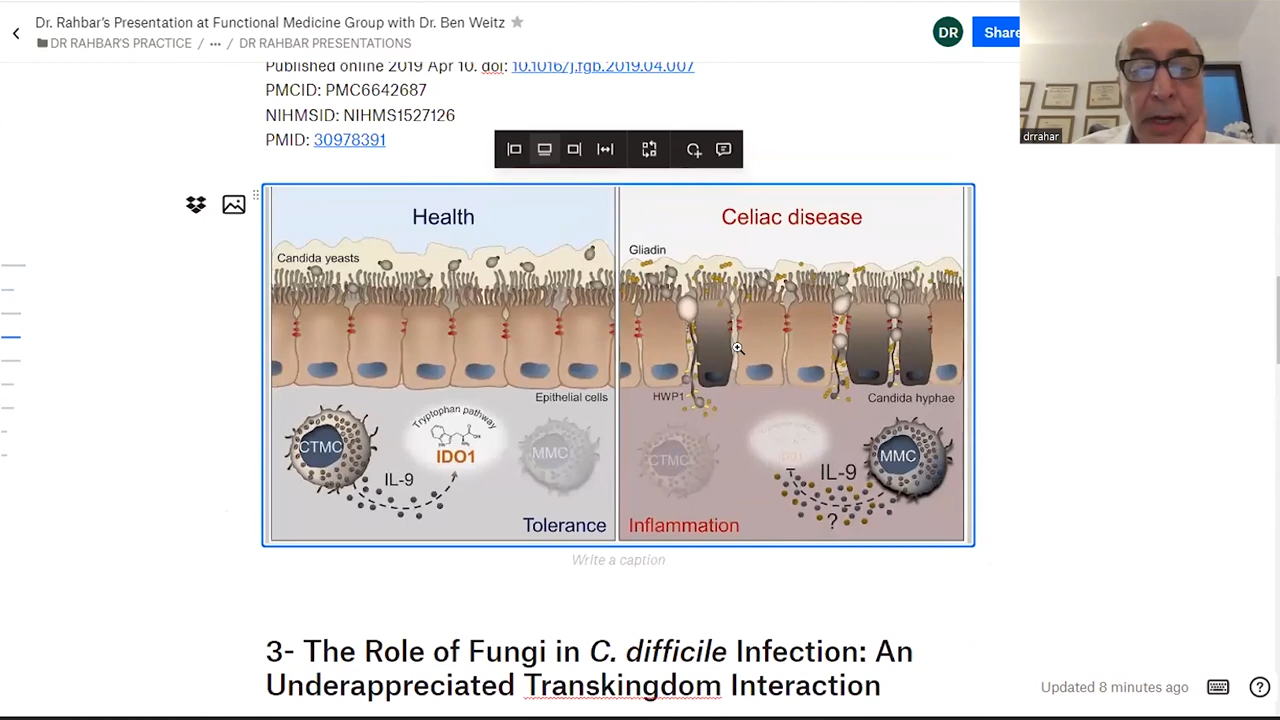 Dr. Rahbar's Presentation at Functional Medicine Group with Dr. Ben Weitz
DR RAHBAR'S PRACTICE / ••• / DR RAHBAR PRESENTATIONS
DR
Share
drrahar
Published online 2019 Apr 10. doi: 10.1016/j.fgb.2019.04.007
PMCID: PMC6642687
NIHMSID: NIHMS1527126
PMID: 30978391
Health
Candida yeasts
Epithelial cells
CTMC
Tryptophan pathway
IDO1
MMC
IL-9
Tolerance
Celiac disease
Gliadin
HWP1
Candida hyphae
CTMC
IDO1
IL-9
MMC
?
Inflammation
Write a caption
3- The Role of Fungi in C. difficile Infection: An
Underappreciated Transkingdom Interaction
Updated 8 minutes ago
?